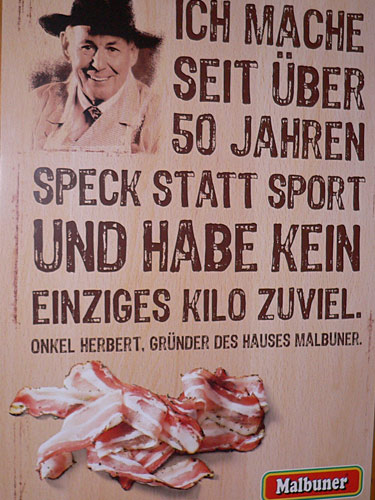 ICH MACHE
SEIT ÜBER
50 JAHREN
SPECK STATT SPORT
UND HABE KEIN
EINZIGES KILO ZUVIEL.
ONKEL HERBERT, GRÜNDER DES HAUSES MALBUNER.
Malbuner